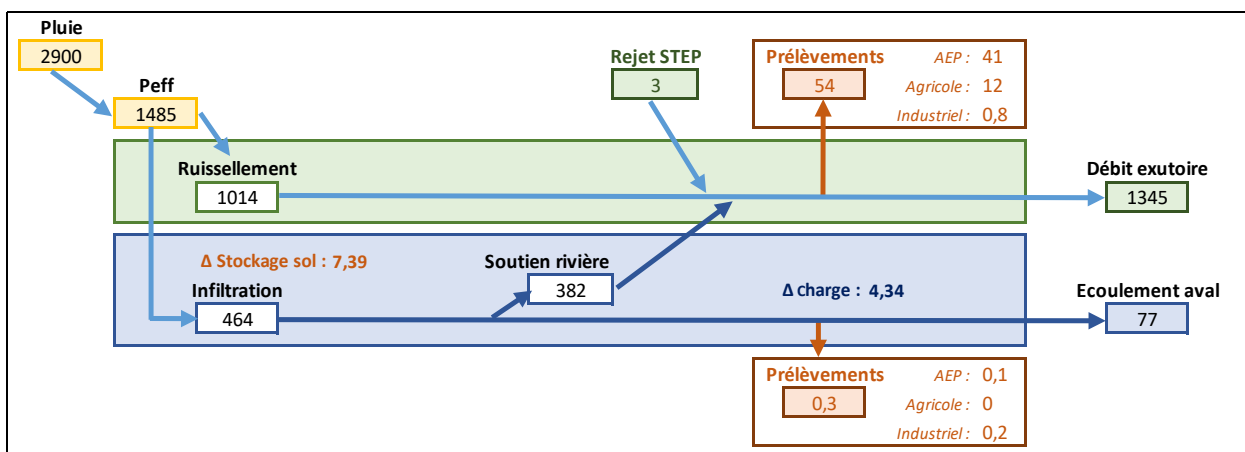 Pluie
2900
Peff
1485
Rejet STEP
3
Prélèvements
54
AEP : 41
Agricole : 12
Industriel : 0,8
Ruissellement
1014
Débit exutoire
1345
Δ Stockage sol : 7,39
Infiltration
464
Soutien rivière
382
Δ charge : 4,34
Ecoulement aval
77
Prélèvements
0,3
AEP : 0,1
Agricole : 0
Industriel : 0,2